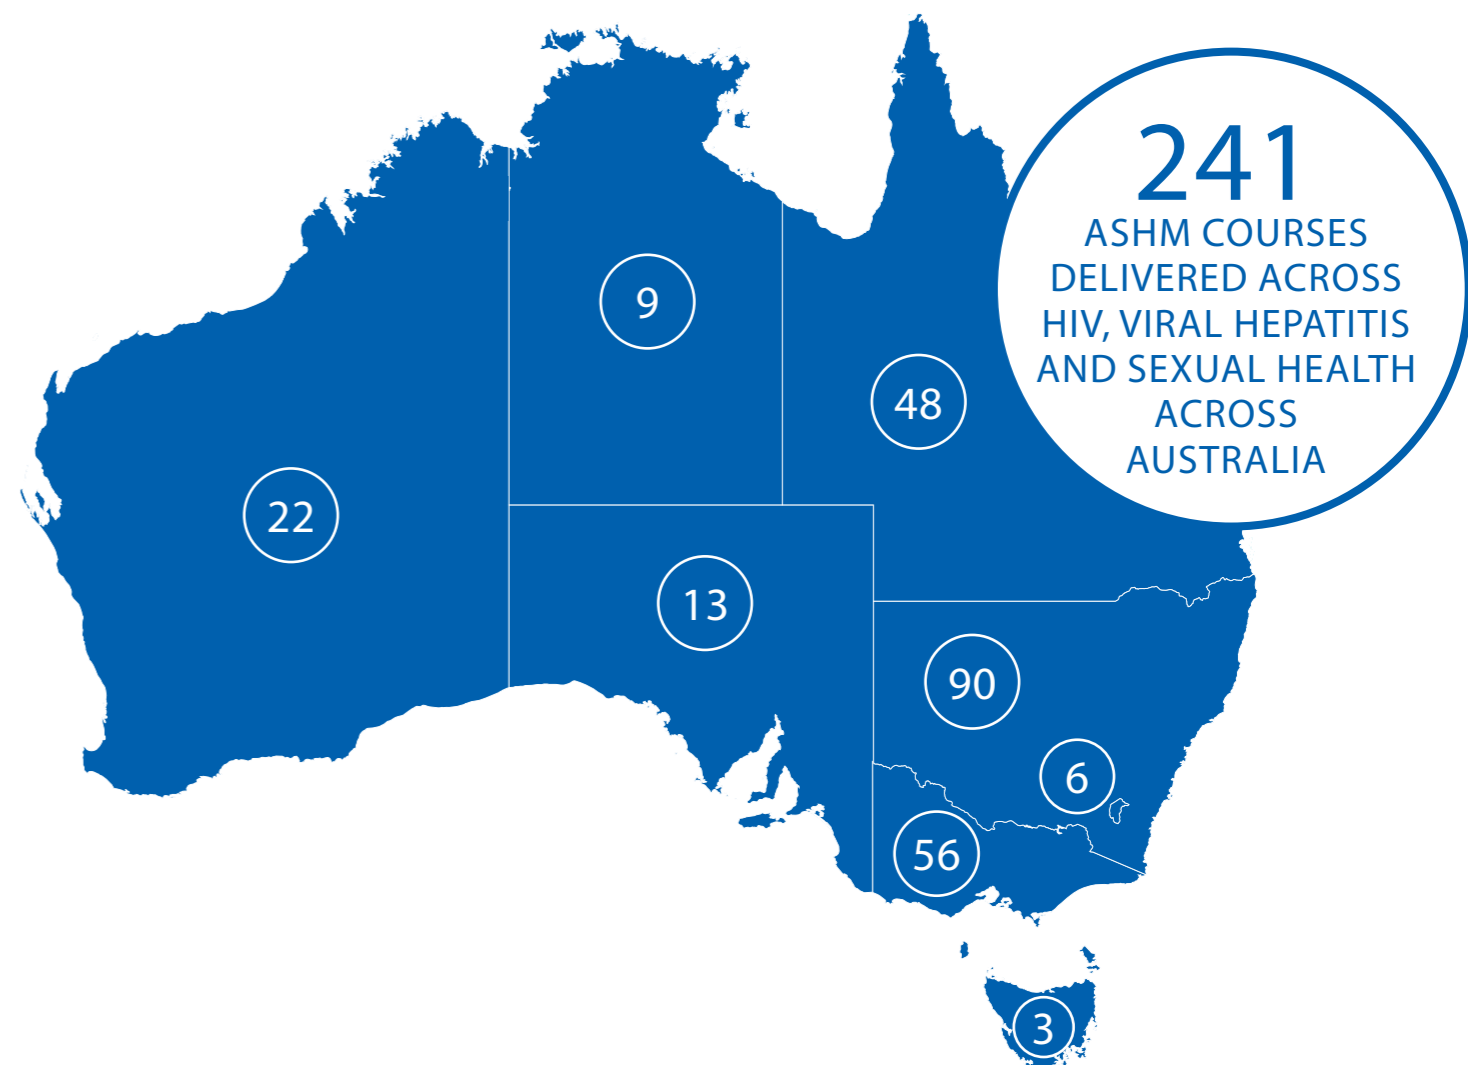 241
ASHM COURSES
DELIVERED ACROSS
HIV, VIRAL HEPATITIS
AND SEXUAL HEALTH
ACROSS
AUSTRALIA
9
48
22
13
90
6
56
3